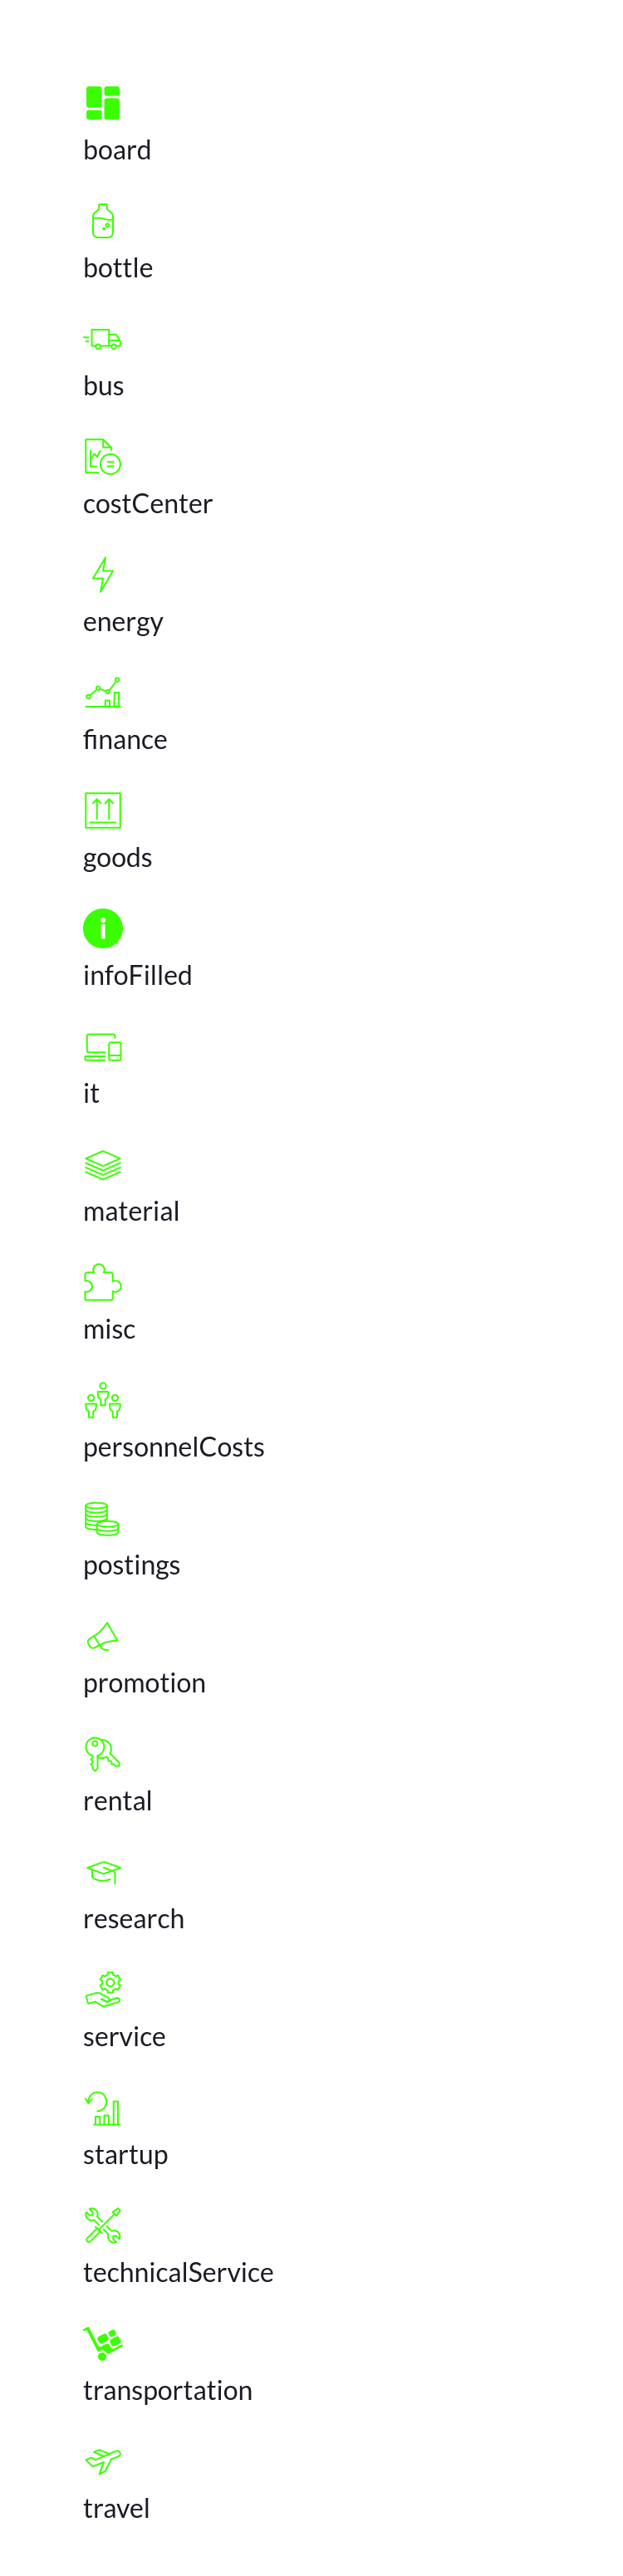 board
bottle
bus
costCenter
energy
finance
goods
infoFilled
it
material
misc
personnelCosts
postings
promotion
rental
research
service
startup
technicalService
transportation
travel